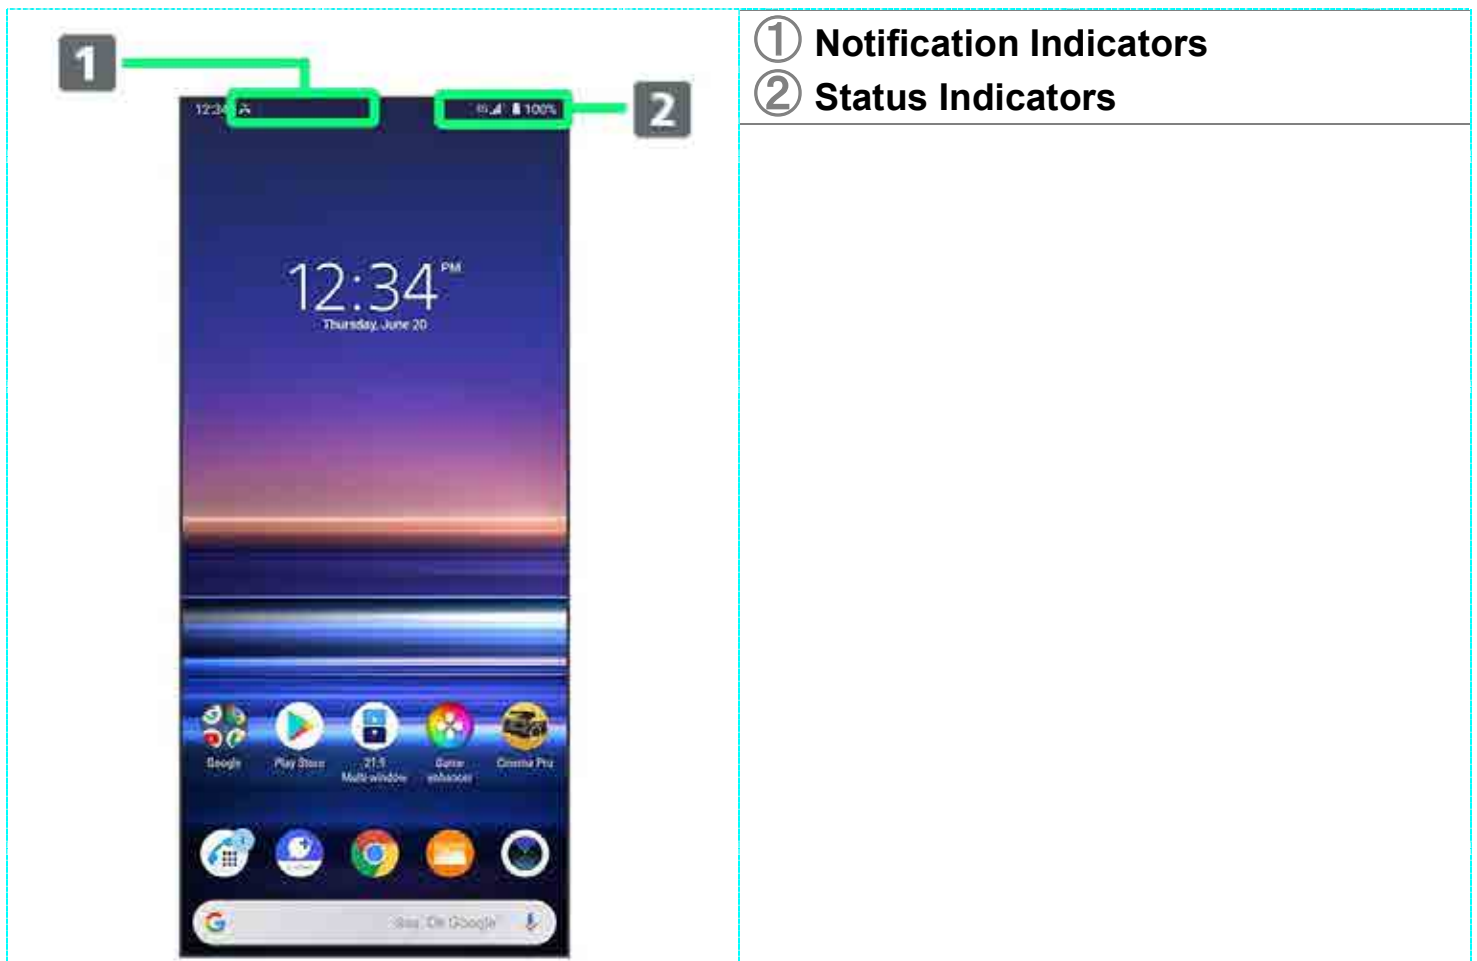 1
2
12:34
100%
12:34 PM
Thursday, June 20
Google
Play Store
21:9
Multi-window
Game
enhancer
Cinema Pro
G
Google
① Notification Indicators
② Status Indicators